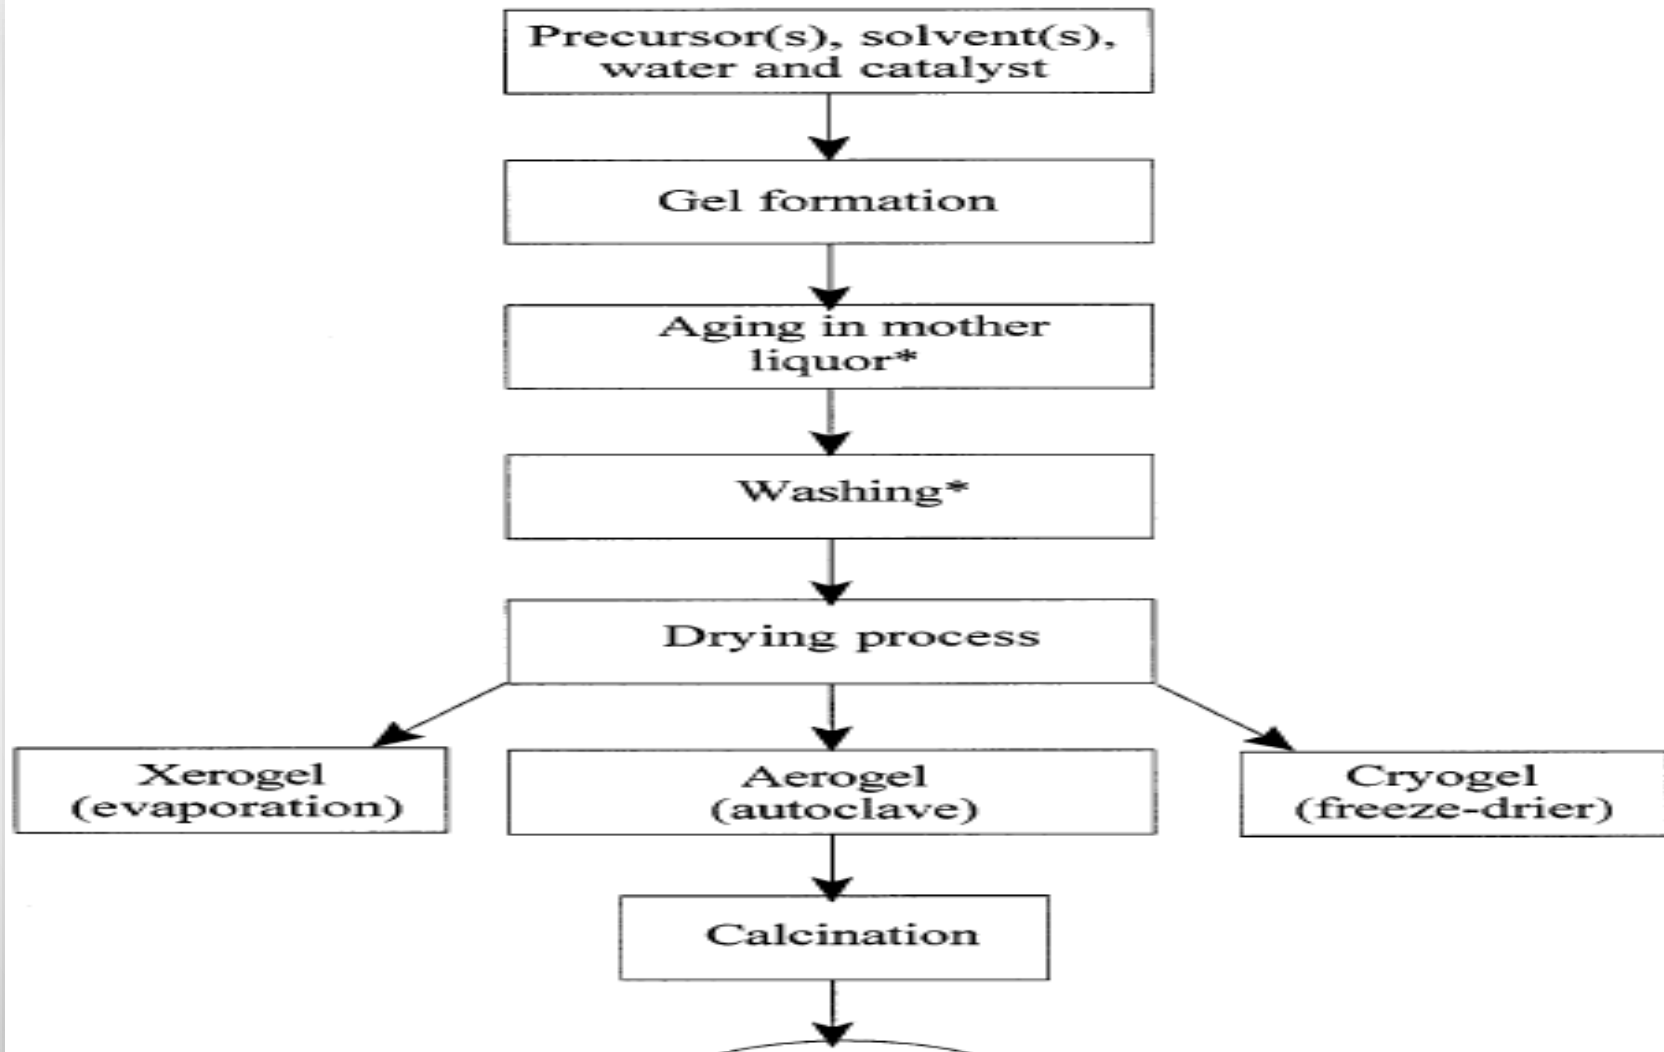 Precursor(s), solvent(s),
water and catalyst
Gel formation
Aging in mother
liquor*
Washing*
Drying process
Xerogel
(evaporation)
Aerogel
(autoclave)
Cryogel
(freeze-drier)
Calcination